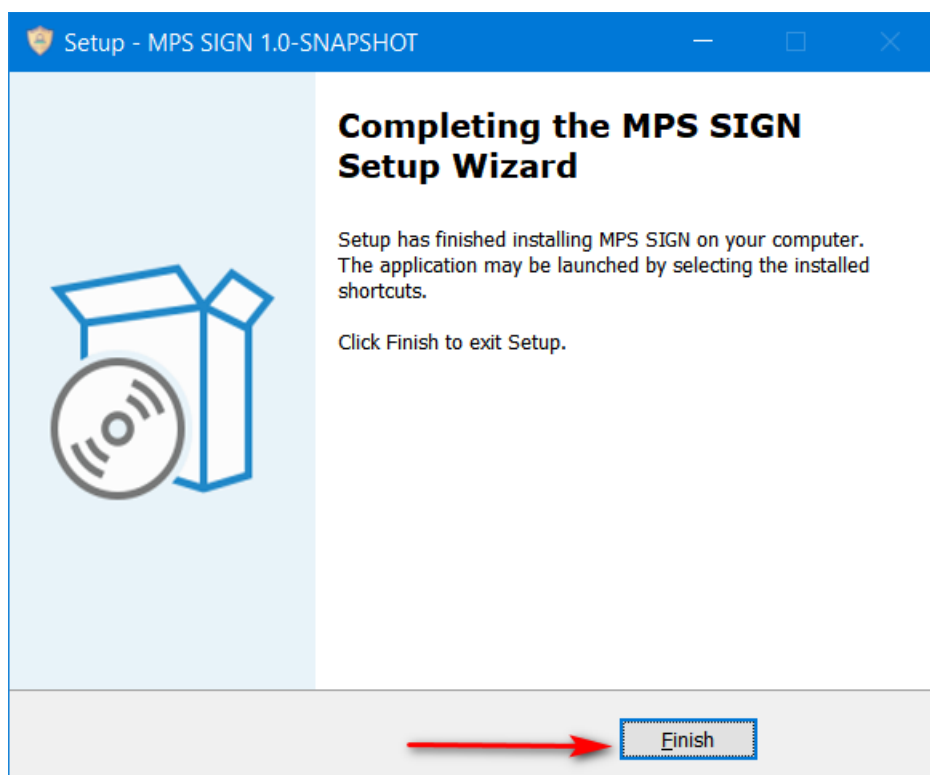 Setup - MPS SIGN 1.0-SNAPSHOT
Completing the MPS SIGN
Setup Wizard
Setup has finished installing MPS SIGN on your computer.
The application may be launched by selecting the installed
shortcuts.
Click Finish to exit Setup.
Finish